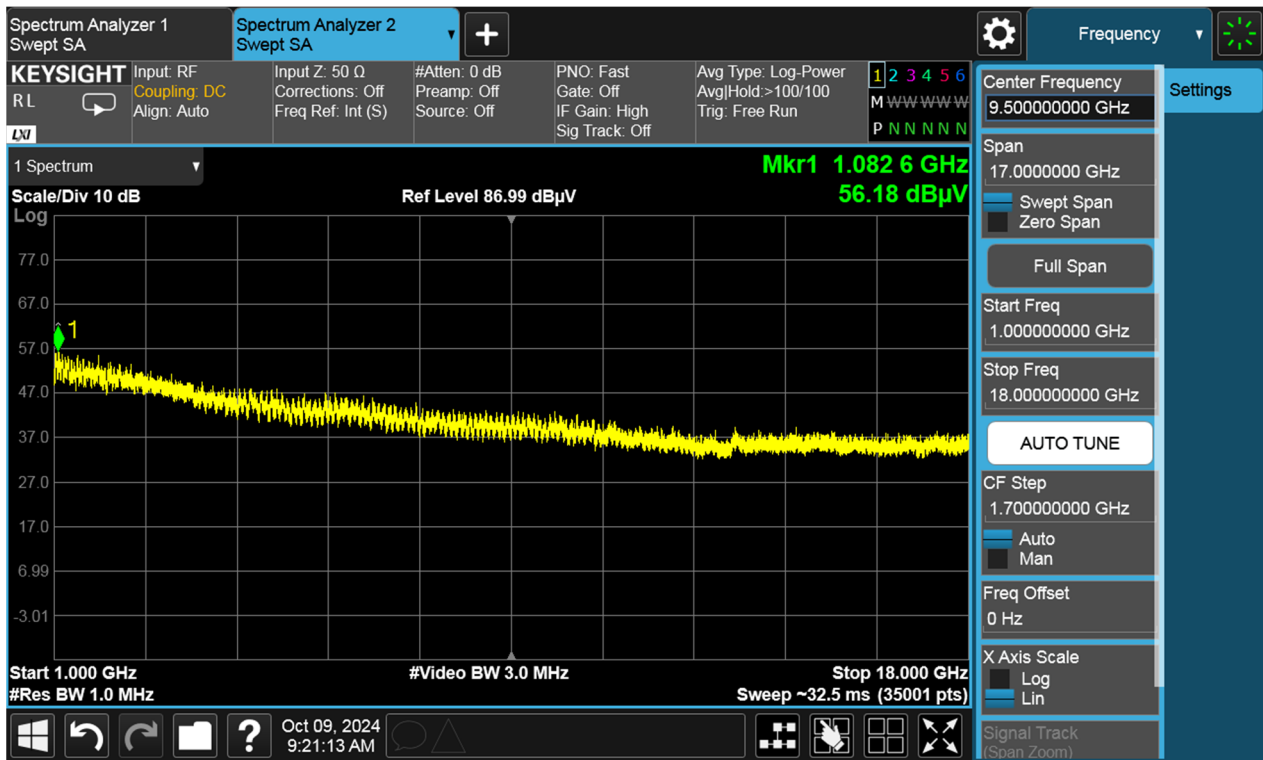 Spectrum Analyzer 1
Swept SA
Spectrum Analyzer 2
Swept SA
Frequency
KEYSIGHT
R L
LXI
Input: RF
Coupling: DC
Align: Auto
Input Z: 50 Ω
Corrections: Off
Freq Ref: Int (S)
#Atten: 0 dB
Preamp: Off
Source: Off
PNO: Fast
Gate: Off
IF Gain: High
Sig Track: Off
Avg Type: Log-Power
Avg|Hold:>100/100
Trig: Free Run
1 2 3 4 5 6
M W W W W W
P N N N N N
Settings
1 Spectrum
Mkr1 1.082 6 GHz
56.18 dBµV
Scale/Div 10 dB
Ref Level 86.99 dBµV
Log
77.0
67.0
57.0
47.0
37.0
27.0
17.0
6.99
-3.01
1
Start 1.000 GHz
#Video BW 3.0 MHz
Stop 18.000 GHz
#Res BW 1.0 MHz
Sweep ~32.5 ms (35001 pts)
Center Frequency
9.500000000 GHz
Span
17.0000000 GHz
Swept Span
Zero Span
Full Span
Start Freq
1.000000000 GHz
Stop Freq
18.000000000 GHz
AUTO TUNE
CF Step
1.700000000 GHz
Auto
Man
Freq Offset
0 Hz
X Axis Scale
Log
Lin
Signal Track
(Span Zoom)
?
Oct 09, 2024
9:21:13 AM